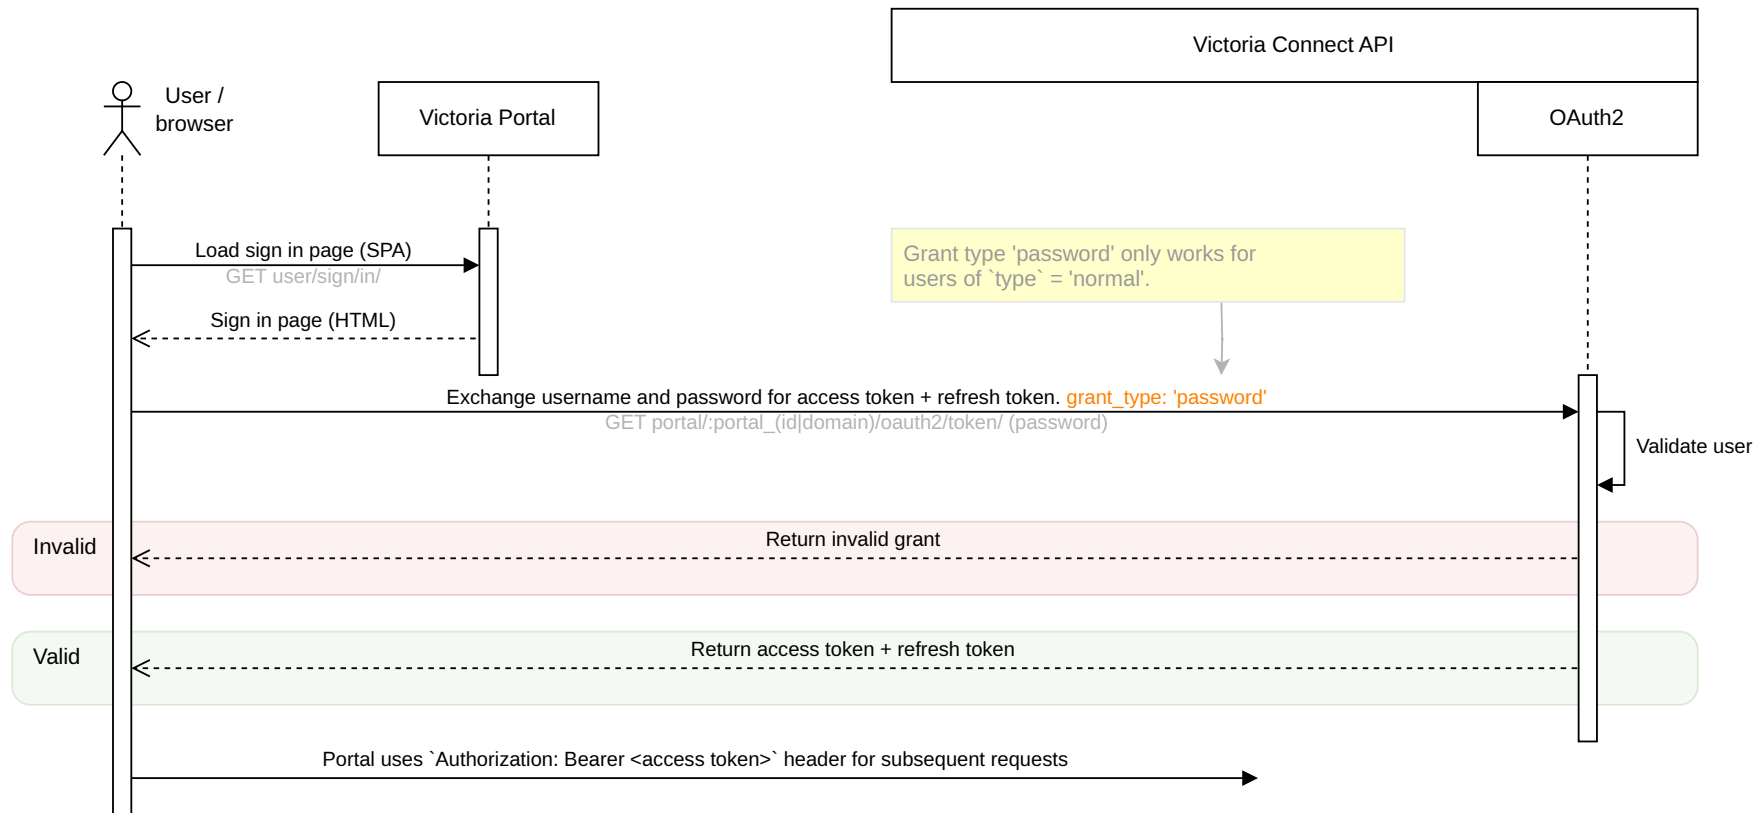 Victoria Connect API
User /
browser
Victoria Portal
OAuth2
Load sign in page (SPA)
GET user/sign/in/
Grant type 'password' only works for
users of `type` = 'normal'.
Sign in page (HTML)
Exchange username and password for access token + refresh token. grant_type: 'password'
GET portal/:portal_(id|domain)/oauth2/token/ (password)
Validate user
Invalid
Return invalid grant
Valid
Return access token + refresh token
Portal uses `Authorization: Bearer <access token>` header for subsequent requests